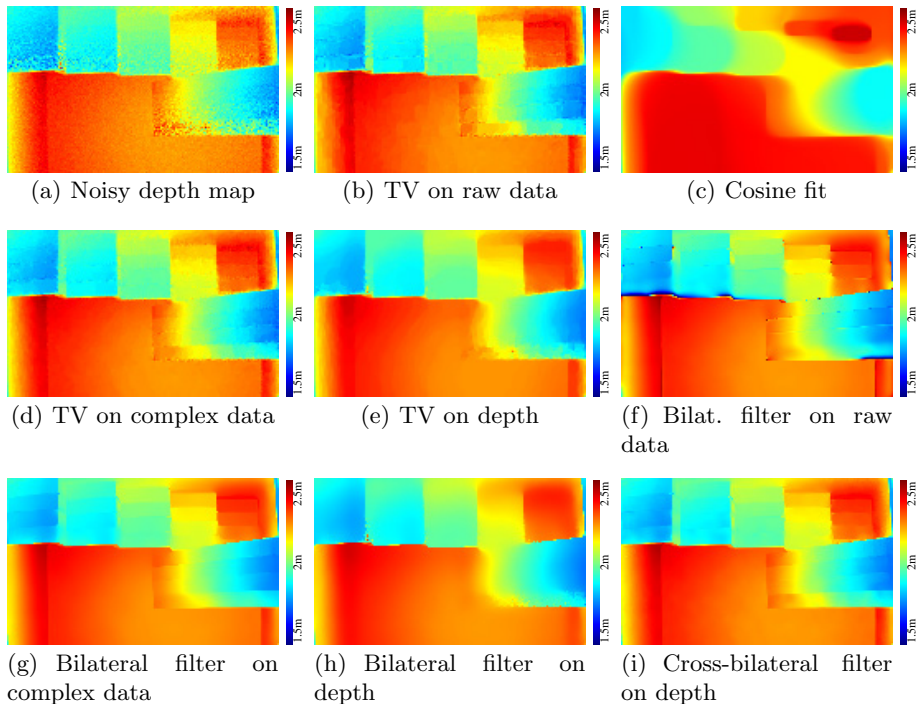 2.5m 2.5m 2.5m
2m 2m 2m
1.5m 1.5m 1.5m
(a) Noisy depth map (b) TV on raw data (c) Cosine fit
2.5m 2.5m 2.5m
2m 2m 2m
1.5m 1.5m 1.5m
(d) TV on complex data (e) TV on depth (f) Bilat. filter on raw
data
2.5m 2.5m 2.5m
2m 2m 2m
1.5m 1.5m 1.5m
(g) Bilateral filter on (h) Bilateral filter on (i) Cross-bilateral filter
complex data depth on depth